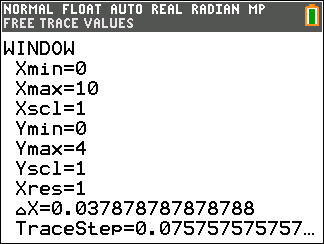 NORMAL FLOAT AUTO REAL RADIAN MP
FREE TRACE VALUES
WINDOW
Xmin=0
Xmax=10
Xscl=1
Ymin=0
Ymax=4
Yscl=1
Xres=1
△X=0.037878787878788
TraceStep=0.075757575757…